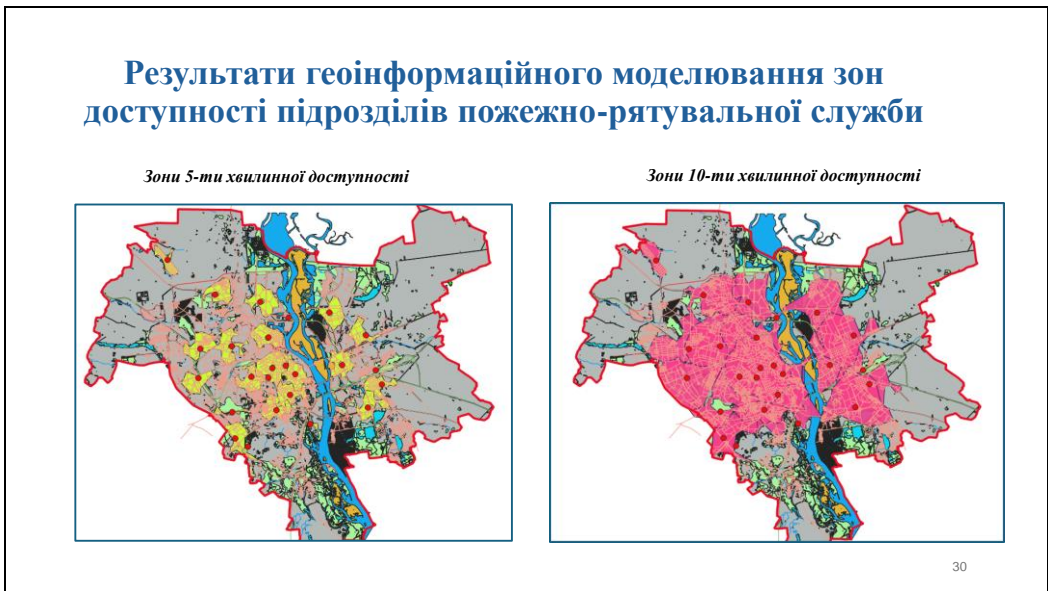 Результати геоінформаційного моделювання зон
доступності підрозділів пожежно-рятувальної служби
Зони 5-ти хвилинної доступності
Зони 10-ти хвилинної доступності
30